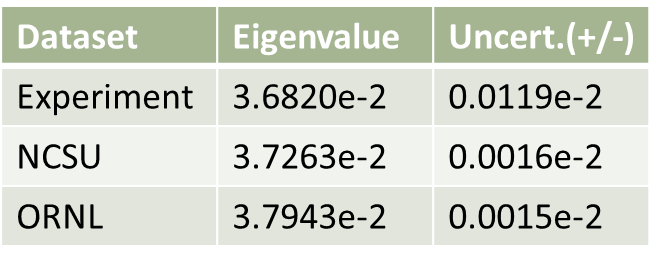 Dataset Eigenvalue Uncert.(+/-)
Experiment 3.6820e-2 0.0119e-2
NCSU 3.7263e-2 0.0016e-2
ORNL 3.7943e-2 0.0015e-2